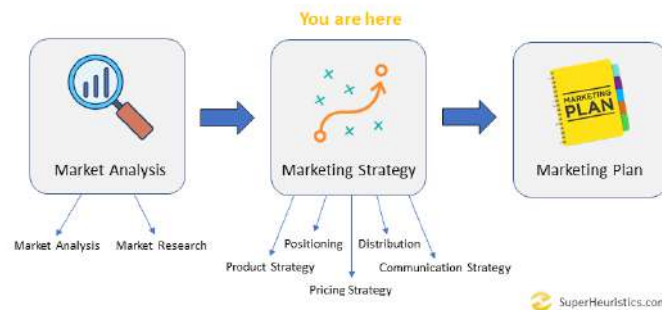 You are here
MARKETING
PLAN
Market Analysis
Marketing Strategy
Marketing Plan
Market Analysis
Market Research
Positioning
Distribution
Product Strategy
Communication Strategy
Pricing Strategy
SuperHeuristics.com